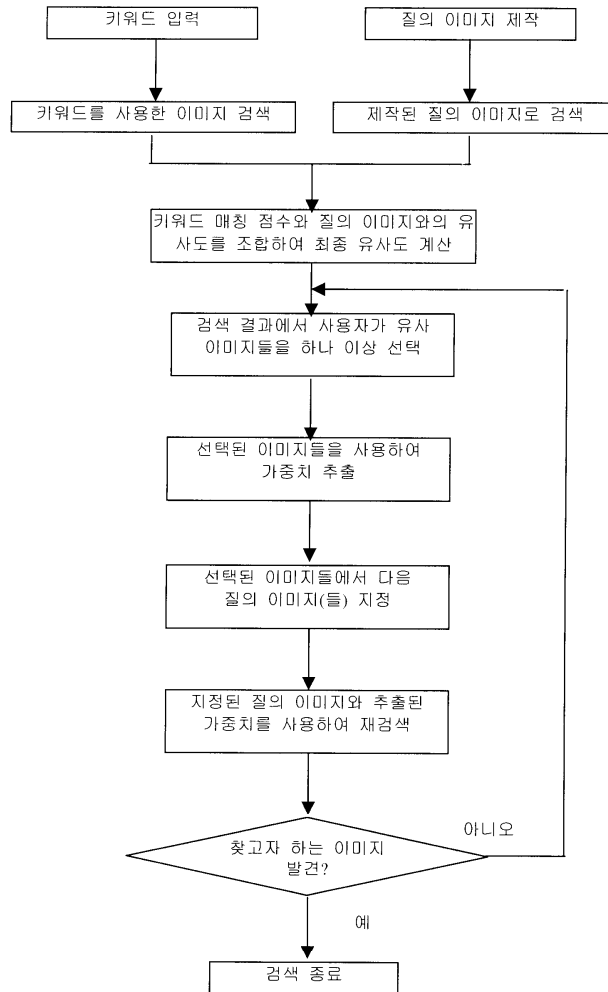 키워드 입력
질의 이미지 제작
키워드를 사용한 이미지 검색
제작된 질의 이미지로 검색
키워드 매칭 점수와 질의 이미지와의 유
사도를 조합하여 최종 유사도 계산
검색 결과에서 사용자가 유사
이미지들을 하나 이상 선택
선택된 이미지들을 사용하여
가중치 추출
선택된 이미지들에서 다음
질의 이미지(들) 지정
지정된 질의 이미지와 추출된
가중치를 사용하여 재검색
아니오
찾고자 하는 이미지
발견?
예
검색 종료